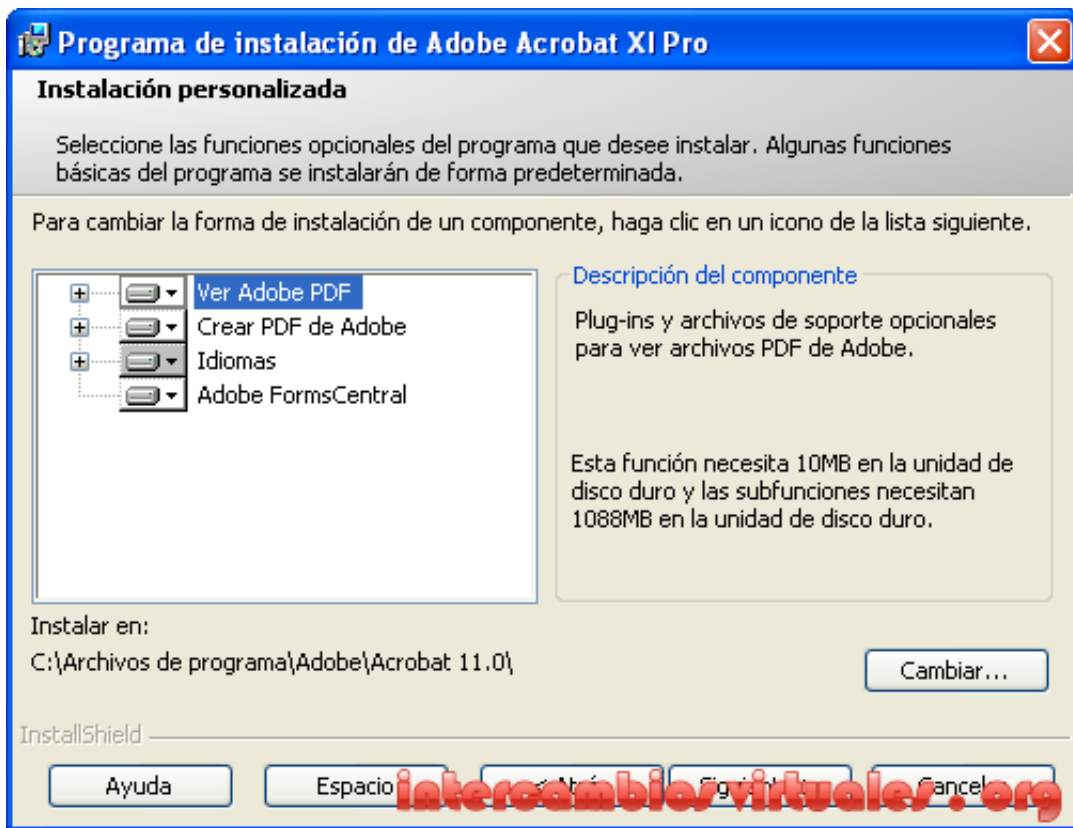 Programa de instalación de Adobe Acrobat XI Pro
Instalación personalizada
Seleccione las funciones opcionales del programa que desee instalar. Algunas funciones
básicas del programa se instalarán de forma predeterminada.
Para cambiar la forma de instalación de un componente, haga clic en un icono de la lista siguiente.
Ver Adobe PDF
Crear PDF de Adobe
Idiomas
Adobe FormsCentral
Descripción del componente
Plug-ins y archivos de soporte opcionales
para ver archivos PDF de Adobe.
Esta función necesita 10MB en la unidad de
disco duro y las subfunciones necesitan
1088MB en la unidad de disco duro.
Instalar en:
C:\Archivos de programa\Adobe\Acrobat 11.0\
Cambiar...
InstallShield
Ayuda
Espacio
intercambiosvirtuales.org